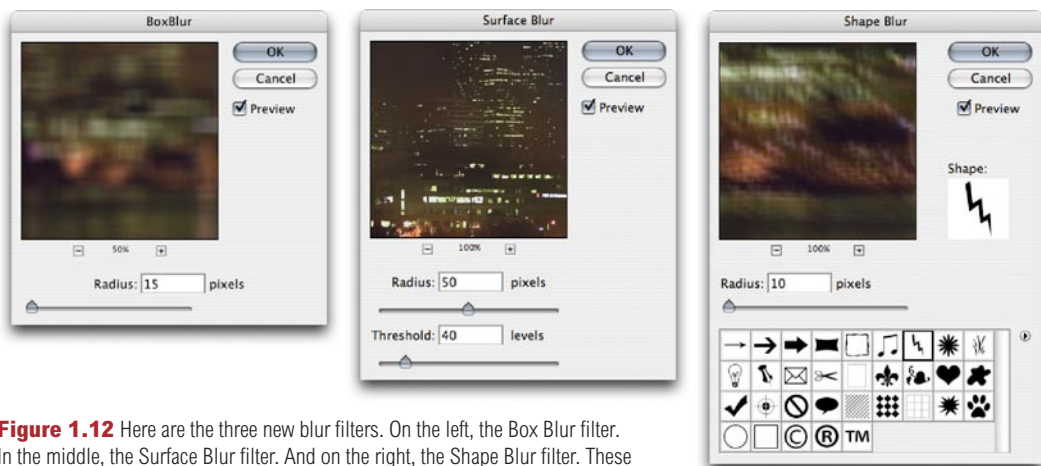 BoxBlur
OK
Cancel
Preview
50%
Radius: 15 pixels
Surface Blur
OK
Cancel
Preview
100%
Radius: 50 pixels
Threshold: 40 levels
Shape Blur
OK
Cancel
Preview
Shape:
100%
Radius: 10 pixels
© ® TM
Figure 1.12 Here are the three new blur filters. On the left, the Box Blur filter.
In the middle, the Surface Blur filter. And on the right, the Shape Blur filter. These